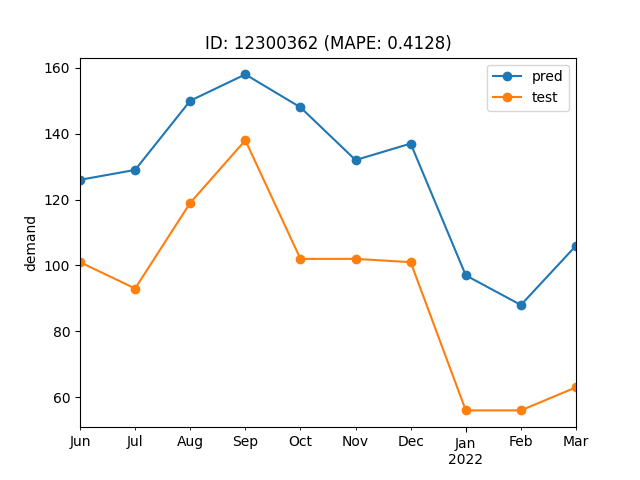 ID: 12300362 (MAPE: 0.4128)
pred
test
demand
160
140
120
100
80
60
Jun Jul Aug Sep Oct Nov Dec Jan Feb Mar
2022